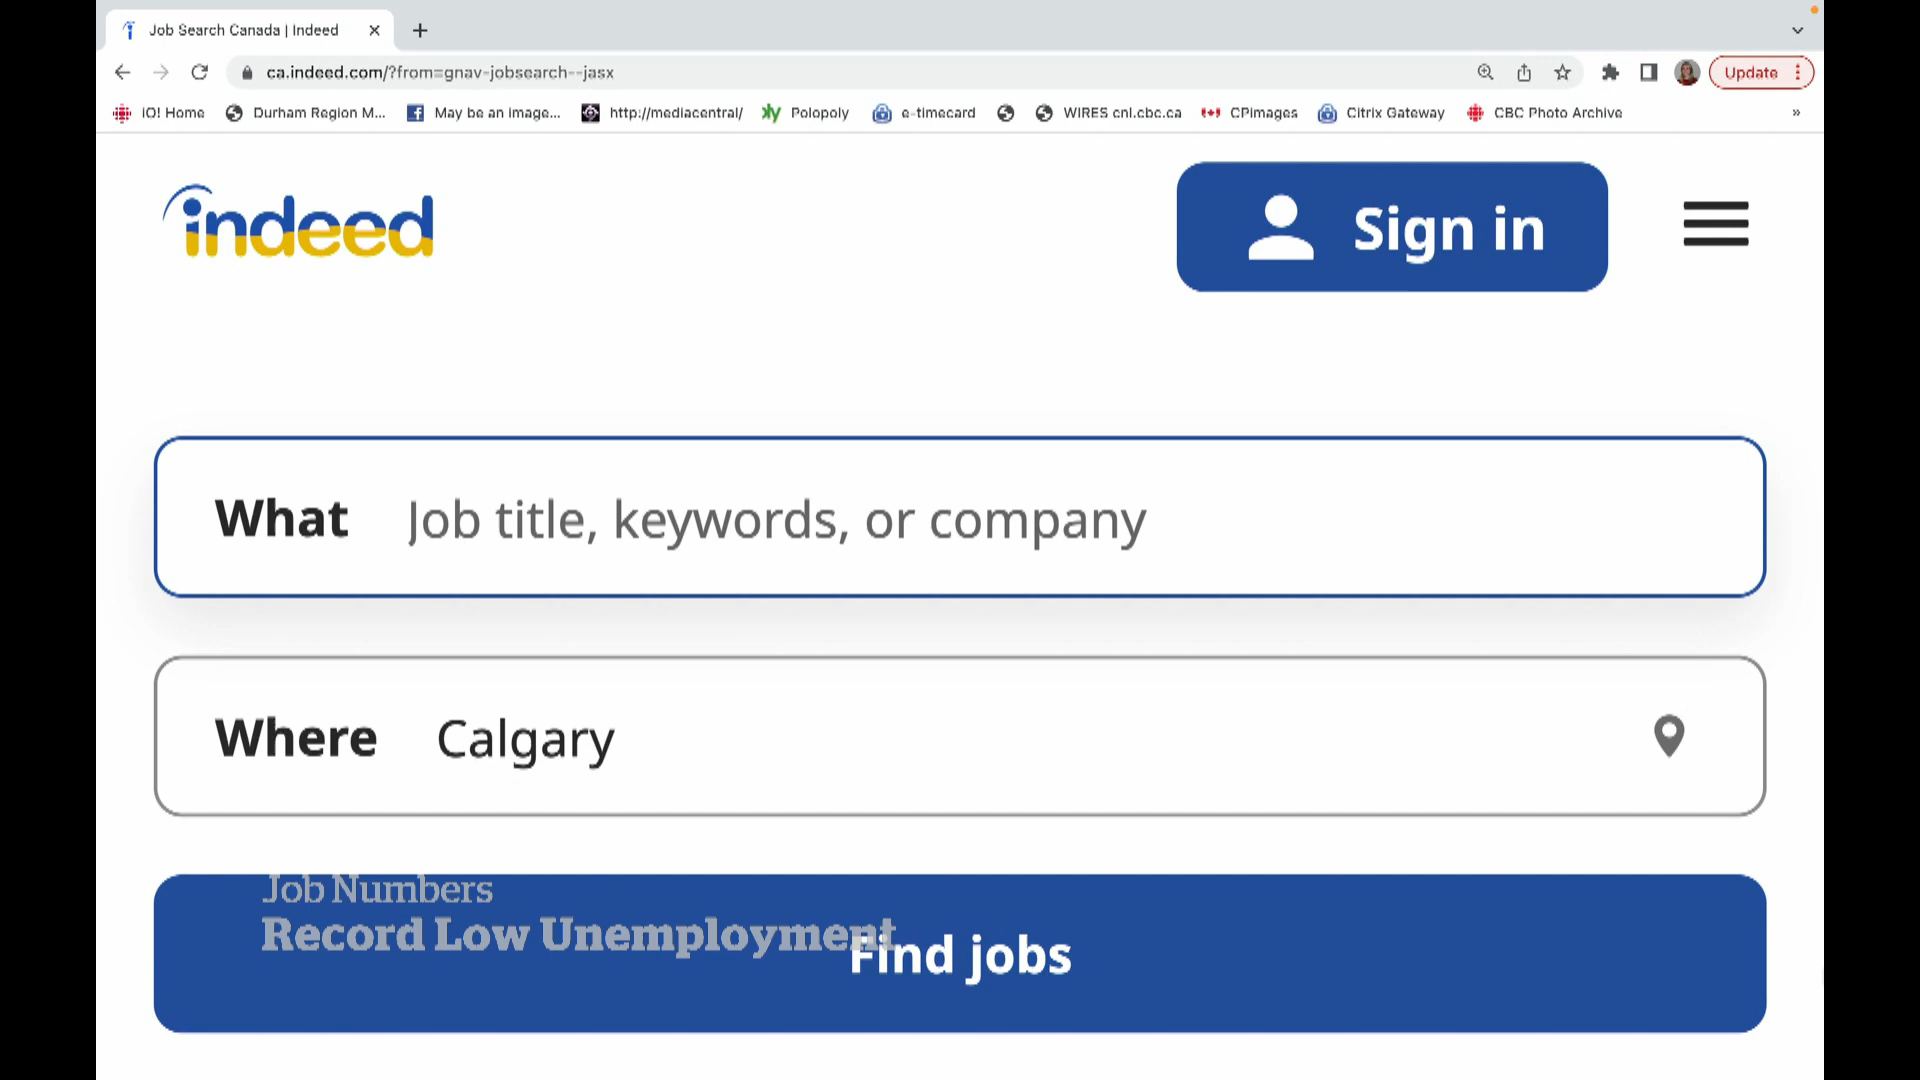 Job Search Canada | Indeed
ca.indeed.com/?from=gnav-jobsearch--jasx
Update
iO! Home
Durham Region M...
May be an image...
http://mediacentral/
Polopoly
e-timecard
WIRES cnl.cbc.ca
CPimages
Citrix Gateway
CBC Photo Archive
»
indeed
Sign in
What Job title, keywords, or company
Where Calgary
Job Numbers
Record Low Unemployment
Find jobs